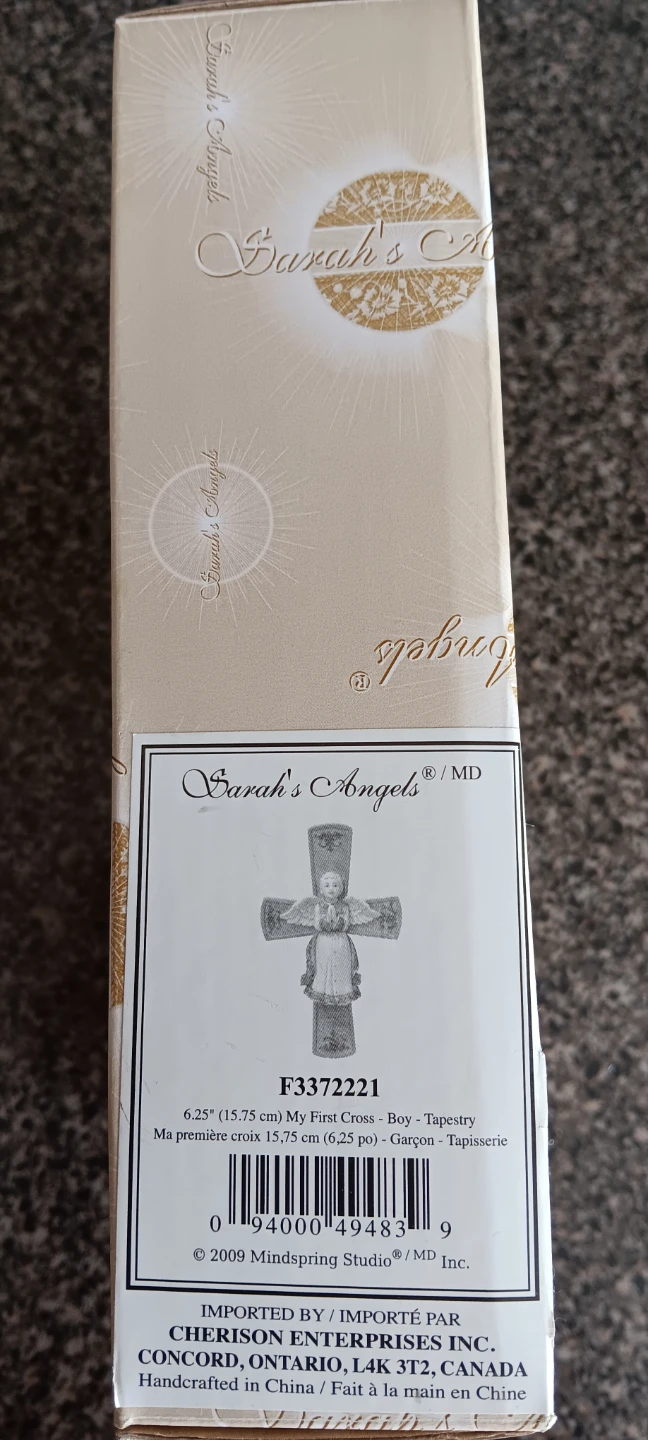 Sarah's Angels
Sarah's A
Sarah's Angels
Angels®
Sarah's Angels® / MD
F3372221
6.25" (15.75 cm) My First Cross - Boy - Tapestry
Ma première croix 15,75 cm (6,25 po) - Garçon - Tapisserie
0 94000 49483 9
© 2009 Mindspring Studio® / MD Inc.
IMPORTED BY / IMPORTÉ PAR
CHERISON ENTERPRISES INC.
CONCORD, ONTARIO, L4K 3T2, CANADA
Handcrafted in China / Fait à la main en Chine